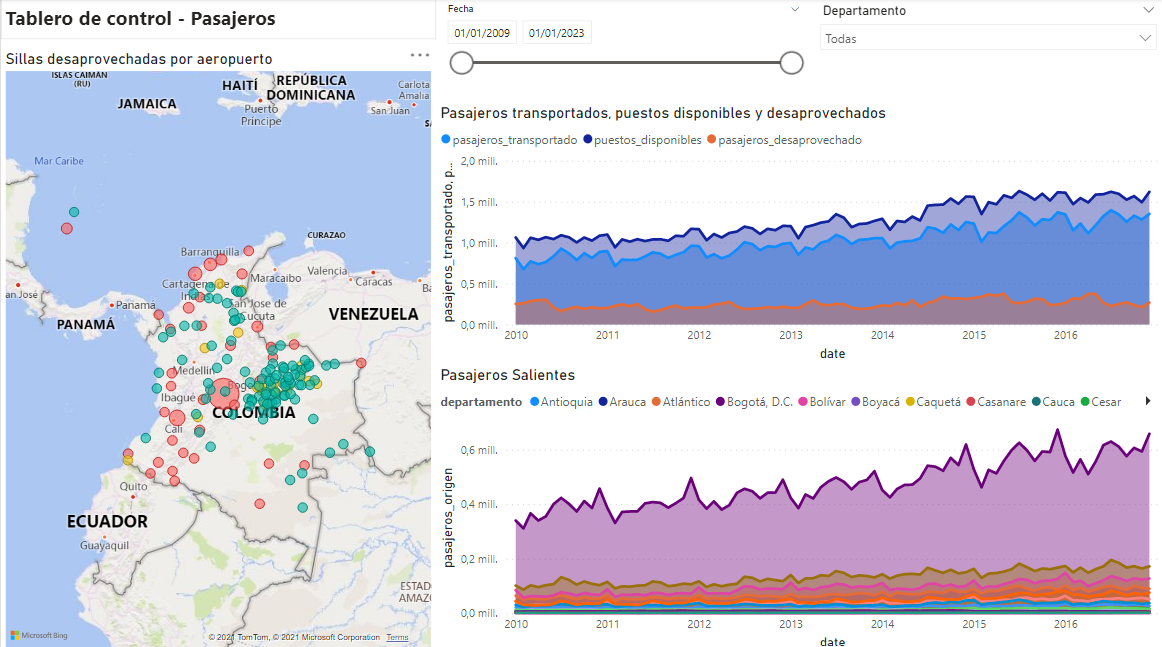 Tablero de control - Pasajeros
Fecha
01/01/2009
01/01/2023
Departamento
Todas
Sillas desaprovechadas por aeropuerto
ISLAS CAIMÁN
(RU)
JAMAICA
HAITÍ
REPÚBLICA
DOMINICANA
Puerto
Príncipe
Carlota
Amalia
San Juan
Mar Caribe
CURAZAO
Barranquilla
Cartagena de
Maracaibo
Valencia
Caracas
San José de
Cúcuta
an José
Panamá
PANAMÁ
VENEZUELA
Medellín
Ibagué
COLOMBIA
Cali
Quito
ECUADOR
Guayaquil
ESTAD
AMAZO
Microsoft Bing
© 2021 TomTom, © 2021 Microsoft Corporation
Terms
Pasajeros transportados, puestos disponibles y desaprovechados
pasajeros_transportado
puestos_disponibles
pasajeros_desaprovechado
pasajeros_transportado, p...
2,0 mill.
1,5 mill.
1,0 mill.
0,5 mill.
0,0 mill.
2010 2011 2012 2013 2014 2015 2016
date
Pasajeros Salientes
departamento Antioquia Arauca Atlántico Bogotá, D.C. Bolívar Boyacá Caquetá Casanare Cauca Cesar
pasajeros_origen
0,6 mill.
0,4 mill.
0,2 mill.
0,0 mill.
2010 2011 2012 2013 2014 2015 2016
date